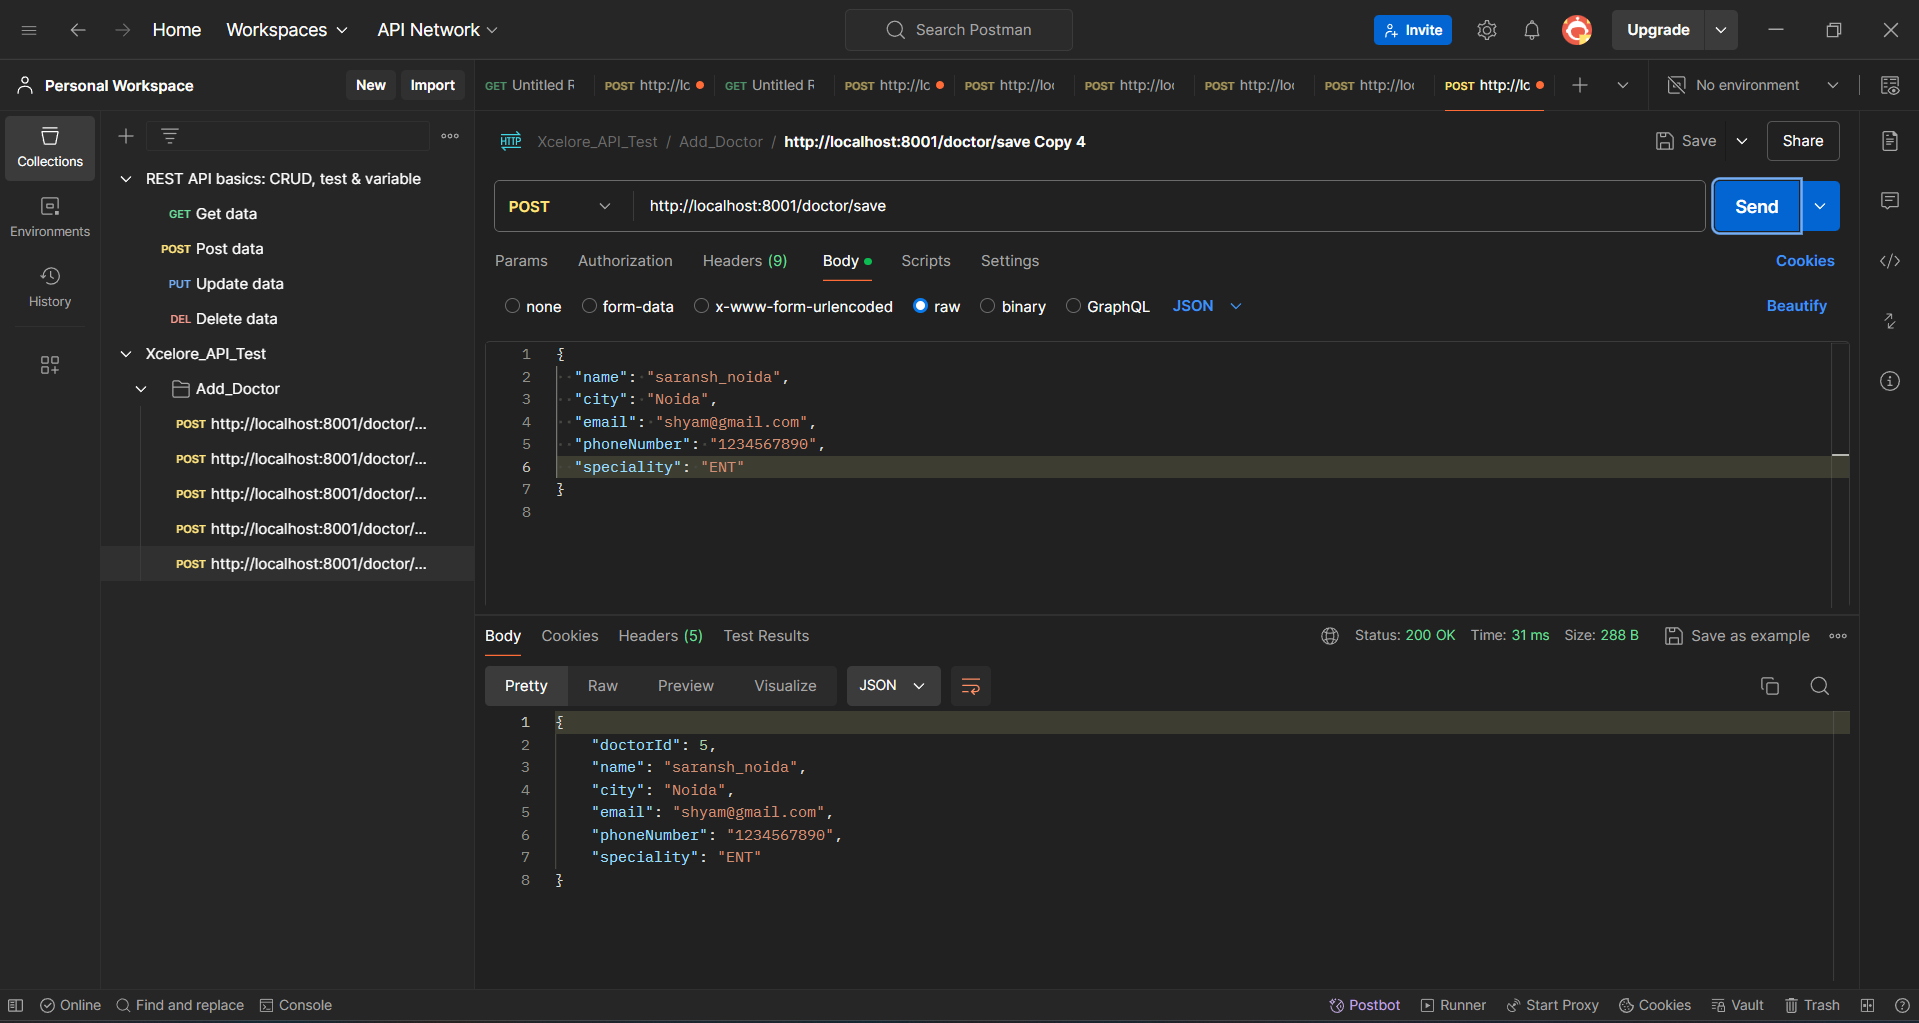 Home Workspaces API Network Search Postman Invite Upgrade
Personal Workspace New Import GET Untitled R POST http://lc GET Untitled R POST http://lc POST http://loc POST http://loc POST http://loc POST http://loc POST http://lc No environment
Collections
Environments
History
REST API basics: CRUD, test & variable
GET Get data
POST Post data
PUT Update data
DEL Delete data
Xcelore_API_Test
Add_Doctor
POST http://localhost:8001/doctor/...
POST http://localhost:8001/doctor/...
POST http://localhost:8001/doctor/...
POST http://localhost:8001/doctor/...
POST http://localhost:8001/doctor/...
HTTP Xcelore_API_Test / Add_Doctor / http://localhost:8001/doctor/save Copy 4 Save Share
POST http://localhost:8001/doctor/save Send
Params Authorization Headers (9) Body Scripts Settings Cookies
none form-data x-www-form-urlencoded raw binary GraphQL JSON Beautify
1 {
2 "name": "saransh_noida",
3 "city": "Noida",
4 "email": "shyam@gmail.com",
5 "phoneNumber": "1234567890",
6 "speciality": "ENT"
7 }
8
Body Cookies Headers (5) Test Results Status: 200 OK Time: 31 ms Size: 288 B Save as example
Pretty Raw Preview Visualize JSON
1 {
2 "doctorId": 5,
3 "name": "saransh_noida",
4 "city": "Noida",
5 "email": "shyam@gmail.com",
6 "phoneNumber": "1234567890",
7 "speciality": "ENT"
8 }
Online Find and replace Console Postbot Runner Start Proxy Cookies Vault Trash